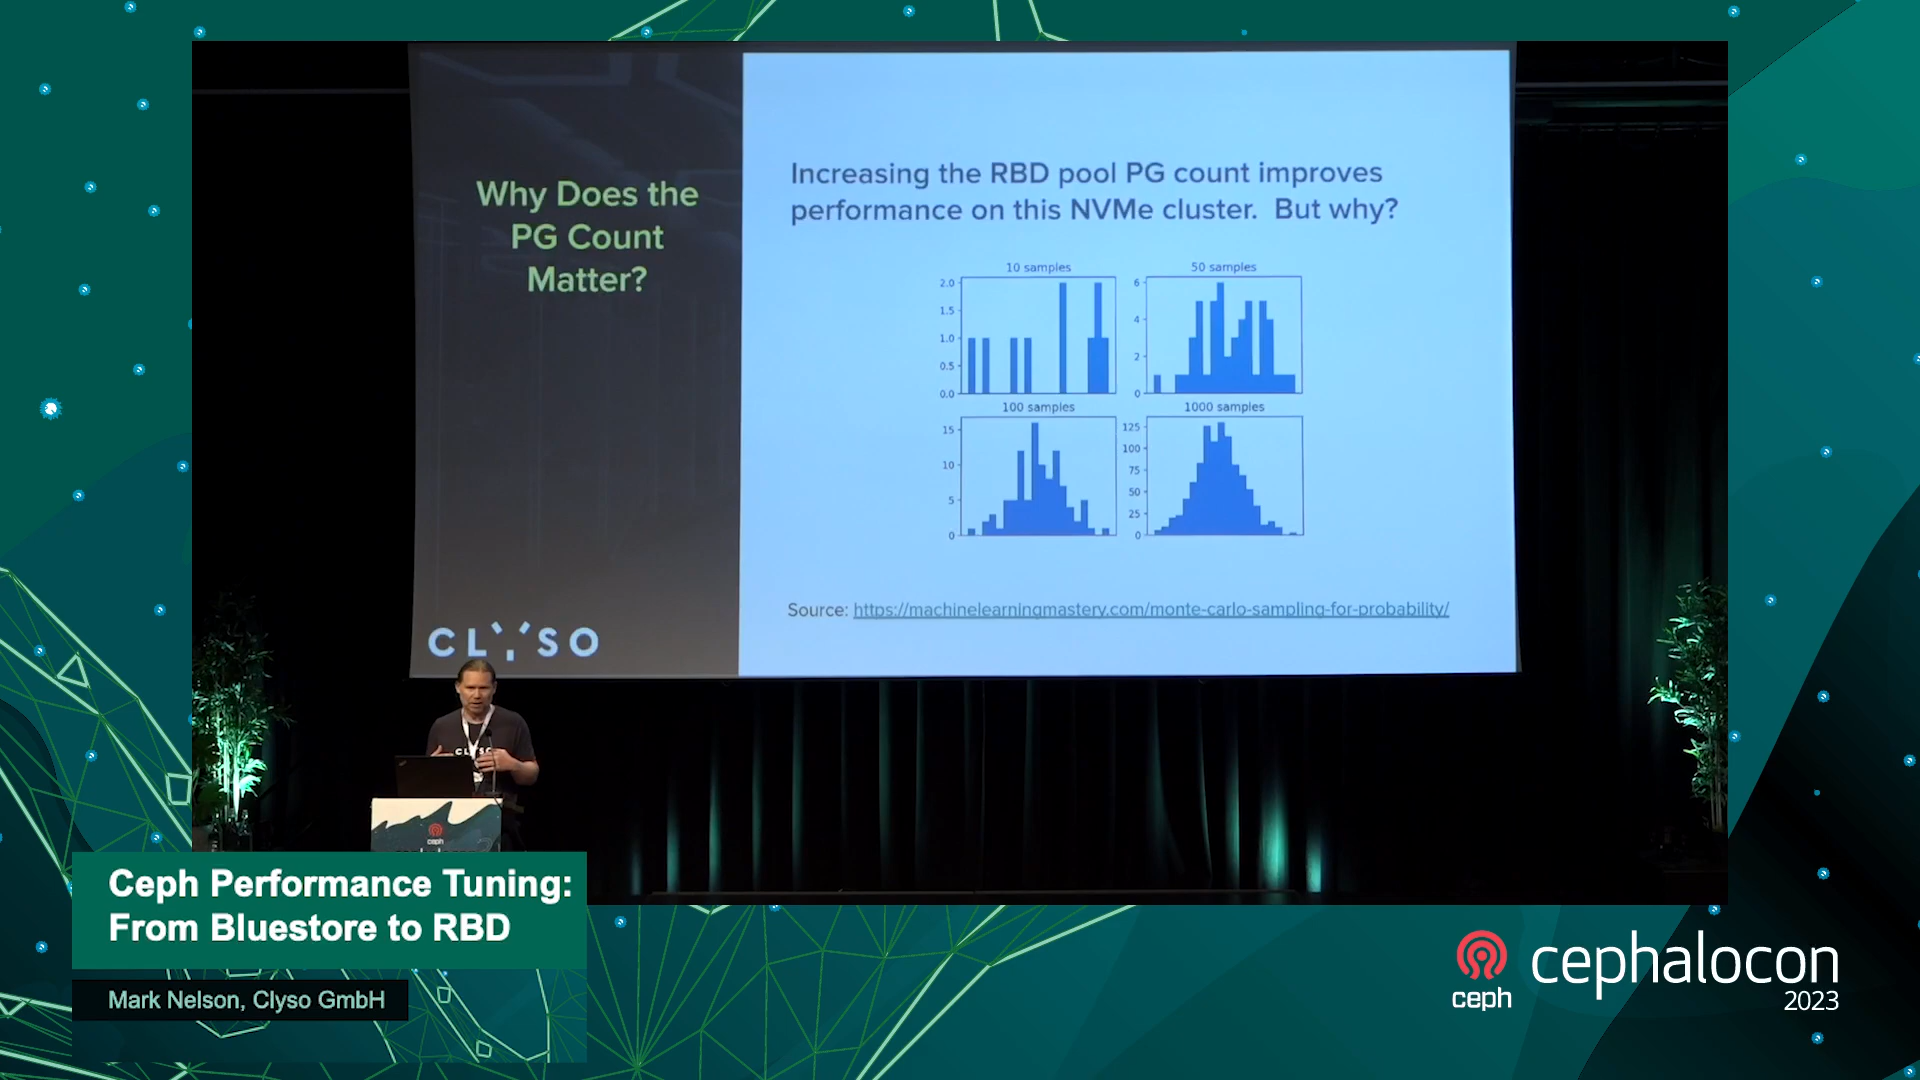 Why Does the
PG Count
Matter?
CLYSO
Increasing the RBD pool PG count improves
performance on this NVMe cluster. But why?
10 samples
2.0
1.5
1.0
0.5
0.0
50 samples
6
4
2
0
100 samples
15
10
5
0
1000 samples
125
100
75
50
25
0
Source: https://machinelearningmastery.com/monte-carlo-sampling-for-probability/
CLYSO
ceph
Ceph Performance Tuning:
From Bluestore to RBD
Mark Nelson, Clyso GmbH
ceph
cephalocon
2023